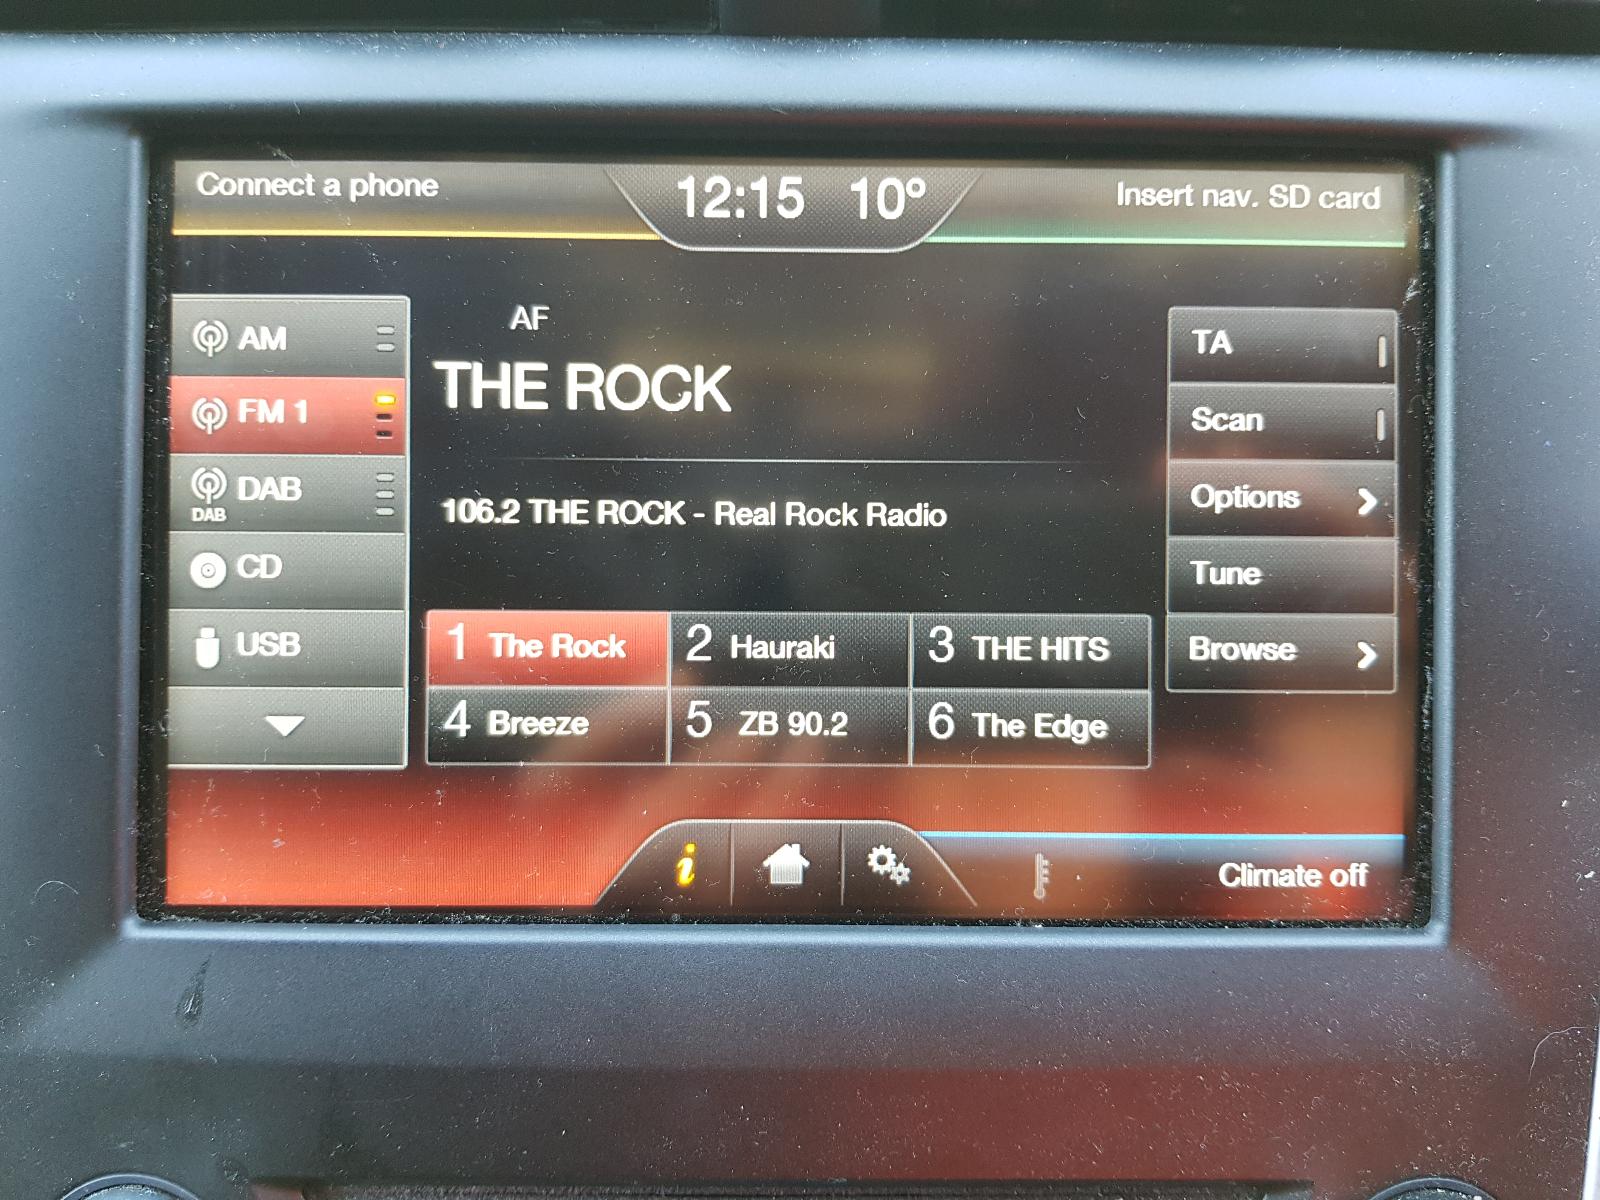 Connect a phone
12:15 10°
Insert nav. SD card
AM
FM 1
DAB
DAB
CD
USB
AF
THE ROCK
106.2 THE ROCK - Real Rock Radio
1 The Rock
2 Hauraki
3 THE HITS
4 Breeze
5 ZB 90.2
6 The Edge
TA
Scan
Options
Tune
Browse
i
Climate off